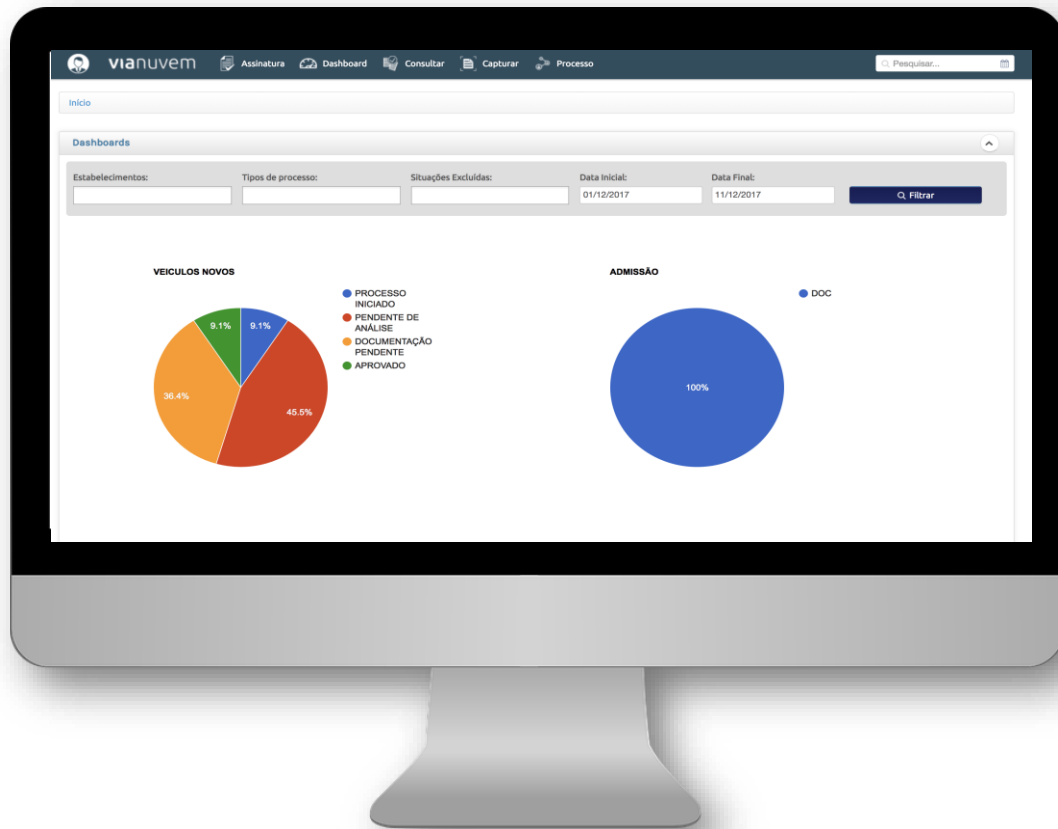 vianuvem Assinatura Dashboard Consultar Capturar Processo Pesquisar...
Início
Dashboards
Estabelecimentos: Tipos de processo: Situações Excluídas: Data Inicial: Data Final:
01/12/2017 11/12/2017 Filtrar
VEICULOS NOVOS
PROCESSO
INICIADO
PENDENTE DE
ANÁLISE
DOCUMENTAÇÃO
PENDENTE
APROVADO
9.1% 9.1%
36.4%
45.5%
ADMISSÃO
DOC
100%